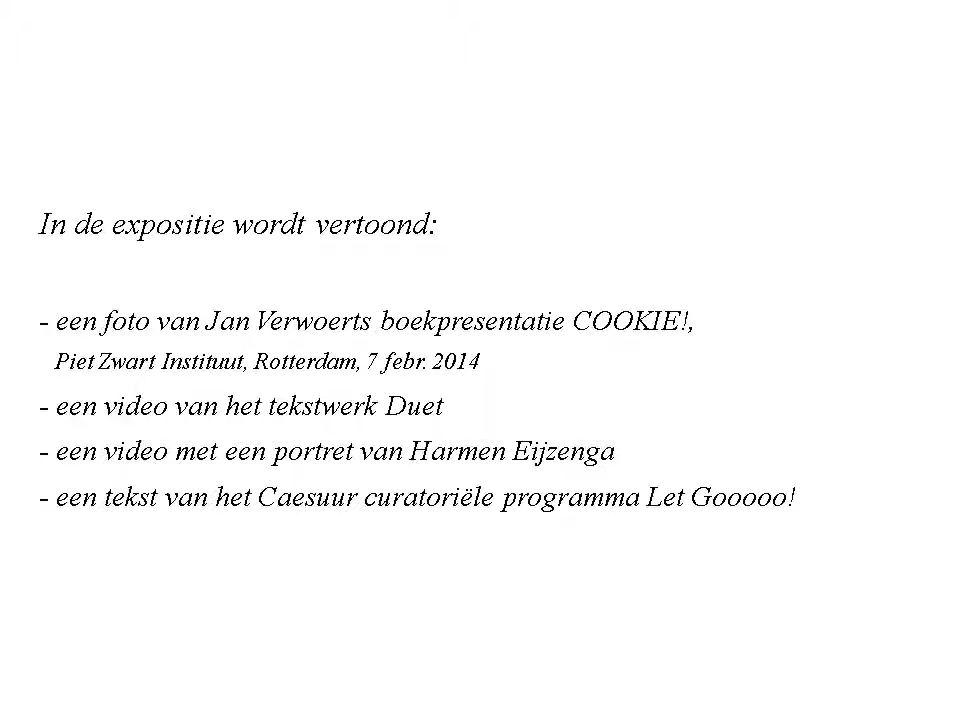 In de expositie wordt vertoond:
- een foto van Jan Verwoerts boekpresentatie COOKIE!,
Piet Zwart Instituut, Rotterdam, 7 febr. 2014
- een video van het tekstwerk Duet
- een video met een portret van Harmen Eijzenga
- een tekst van het Caesuur curatoriële programma Let Gooooo!